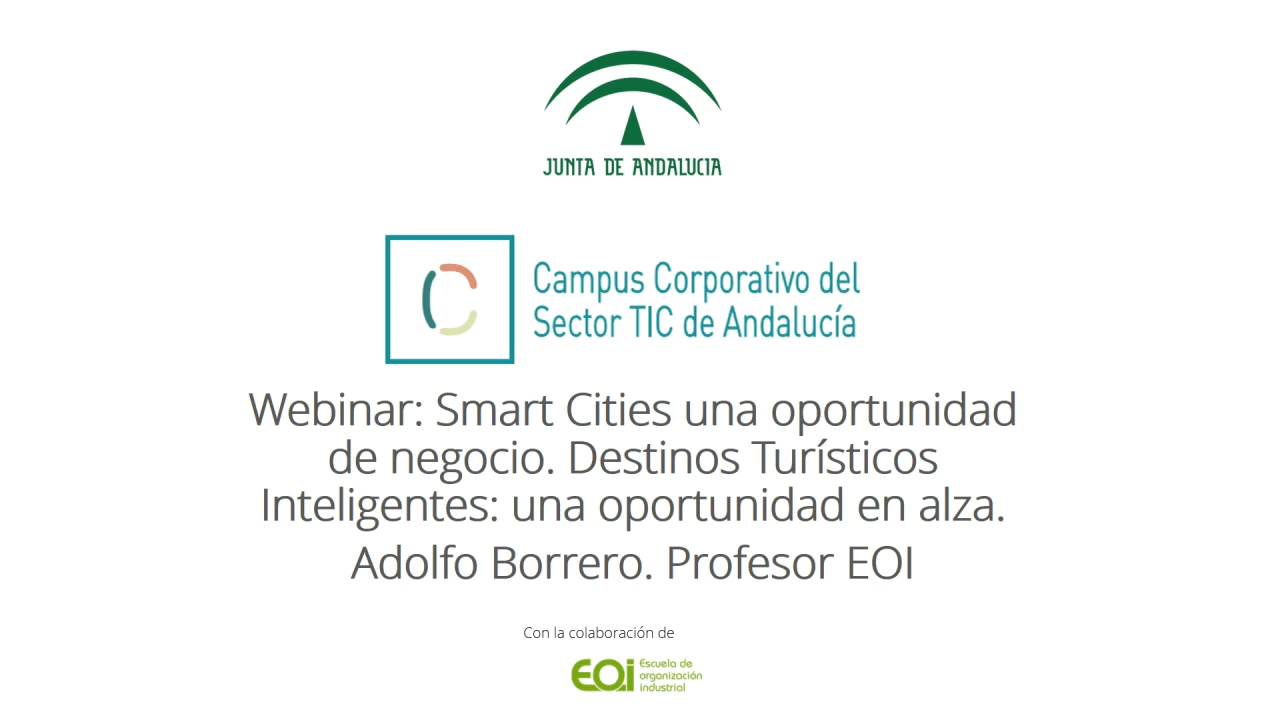 JUNTA DE ANDALUCIA
Campus Corporativo del
Sector TIC de Andalucía
Webinar: Smart Cities una oportunidad
de negocio. Destinos Turísticos
Inteligentes: una oportunidad en alza.
Adolfo Borrero. Profesor EOI
Con la colaboración de
EOi Escuela de
organización
industrial